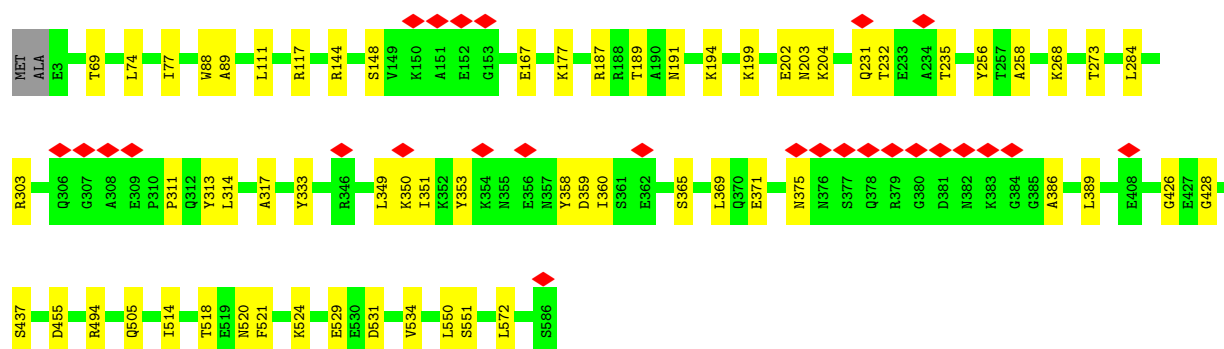 MET ALA E3 T69 L74 I77 W88 A89 L111 R117 R144 S148 V149 K150 A151 E152 G153 E167 K177 R187 R188 T189 A190 N191 K194 K199 E202 N203 K204 Q231 T232 E233 A234 T235 Y256 T257 A258 K268 T273 L284
R303 Q306 G307 A308 E309 P310 P311 Q312 Y313 L314 A317 Y333 R346 L349 K350 I351 K352 Y353 K354 N355 E356 N357 Y358 D359 I360 S361 E362 S365 L369 Q370 E371 N375 N376 S377 Q378 R379 G380 D381 N382 K383 G384 G385 A386 L389 E408 G426 E427 G428
S437 D455 R494 Q505 I514 T518 E519 N520 F521 K524 E529 E530 D531 V534 L550 S551 L572 S586